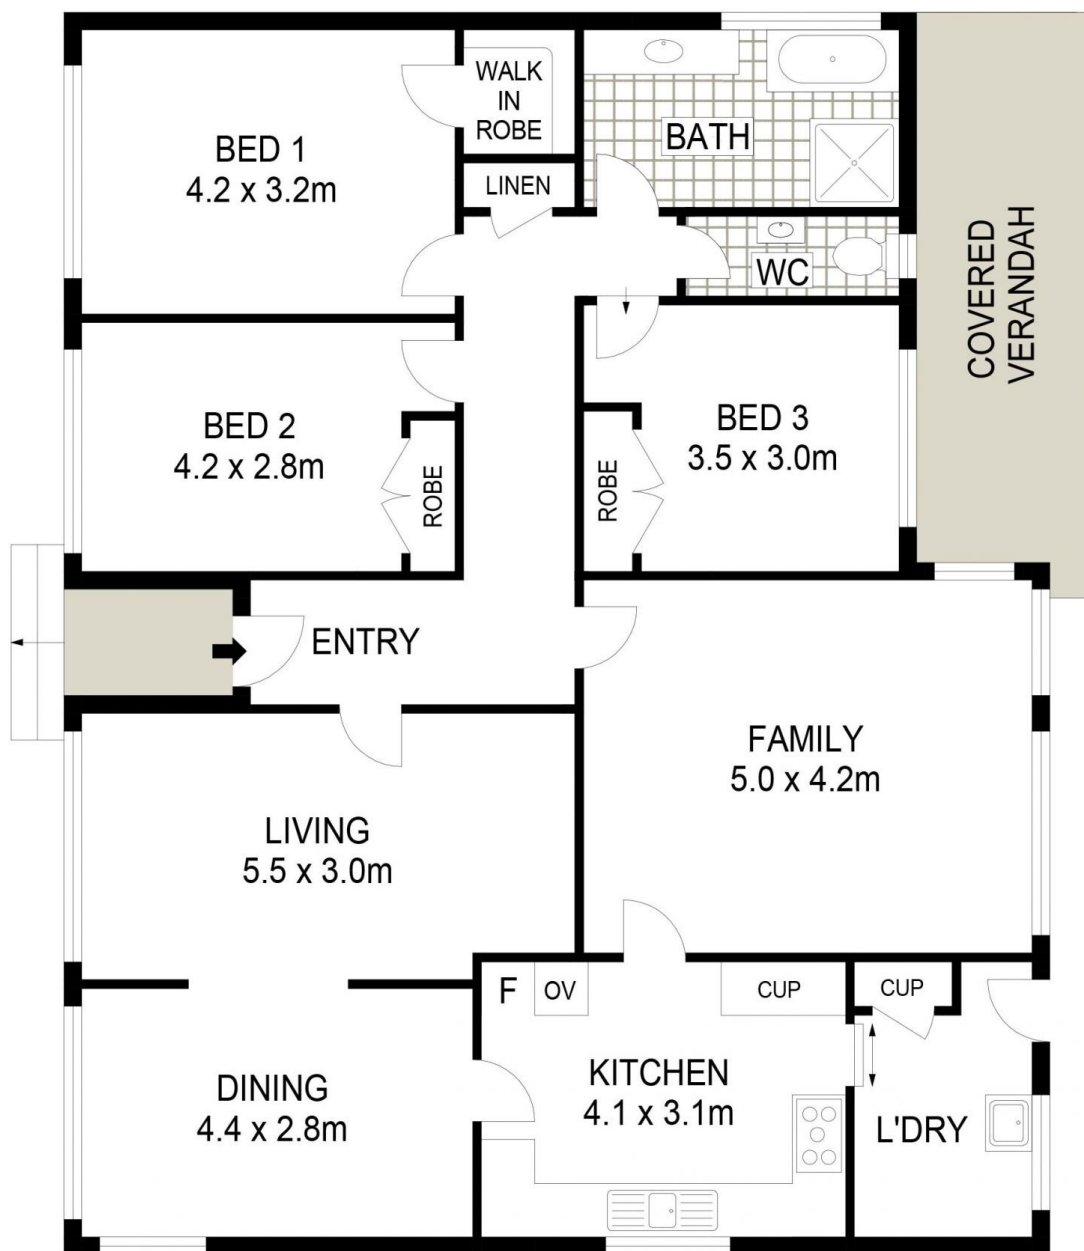 BED 1
4.2 x 3.2m
WALK
IN
ROBE
LINEN
BATH
WC
COVERED
VERANDAH
BED 2
4.2 x 2.8m
ROBE
ROBE
BED 3
3.5 x 3.0m
ENTRY
FAMILY
5.0 x 4.2m
LIVING
5.5 x 3.0m
F
OV
CUP
CUP
DINING
4.4 x 2.8m
KITCHEN
4.1 x 3.1m
L'DRY